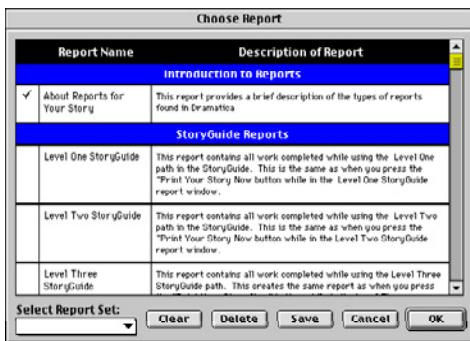 Choose Report
Report Name Description of Report
Introduction to Reports
✓ About Reports for Your Story This report provides a brief description of the types of reports
found in Dramatica
StoryGuide Reports
Level One StoryGuide This report contains all work completed while using the Level One
path in the StoryGuide. This is the same as when you press the
"Print Your Story Now button while in the Level One StoryGuide
report window.
Level Two StoryGuide This report contains all work completed while using the Level Two
path in the StoryGuide. This is the same as when you press the
"Print Your Story Now button while in the Level Two StoryGuide
report window.
Level Three StoryGuide This report contains all work completed while using the Level Three
StoryGuide path. This creates the same report as when you press
Select Report Set:
Clear Delete Save Cancel OK